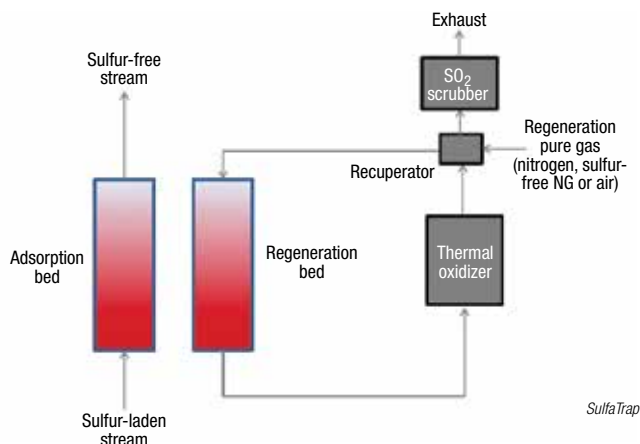 Exhaust
Sulfur-free
stream
SO2
scrubber
Regeneration
pure gas
(nitrogen, sulfur-
free NG or air)
Recuperator
Adsorption
bed
Regeneration
bed
Thermal
oxidizer
Sulfur-laden
stream
SulfaTrap